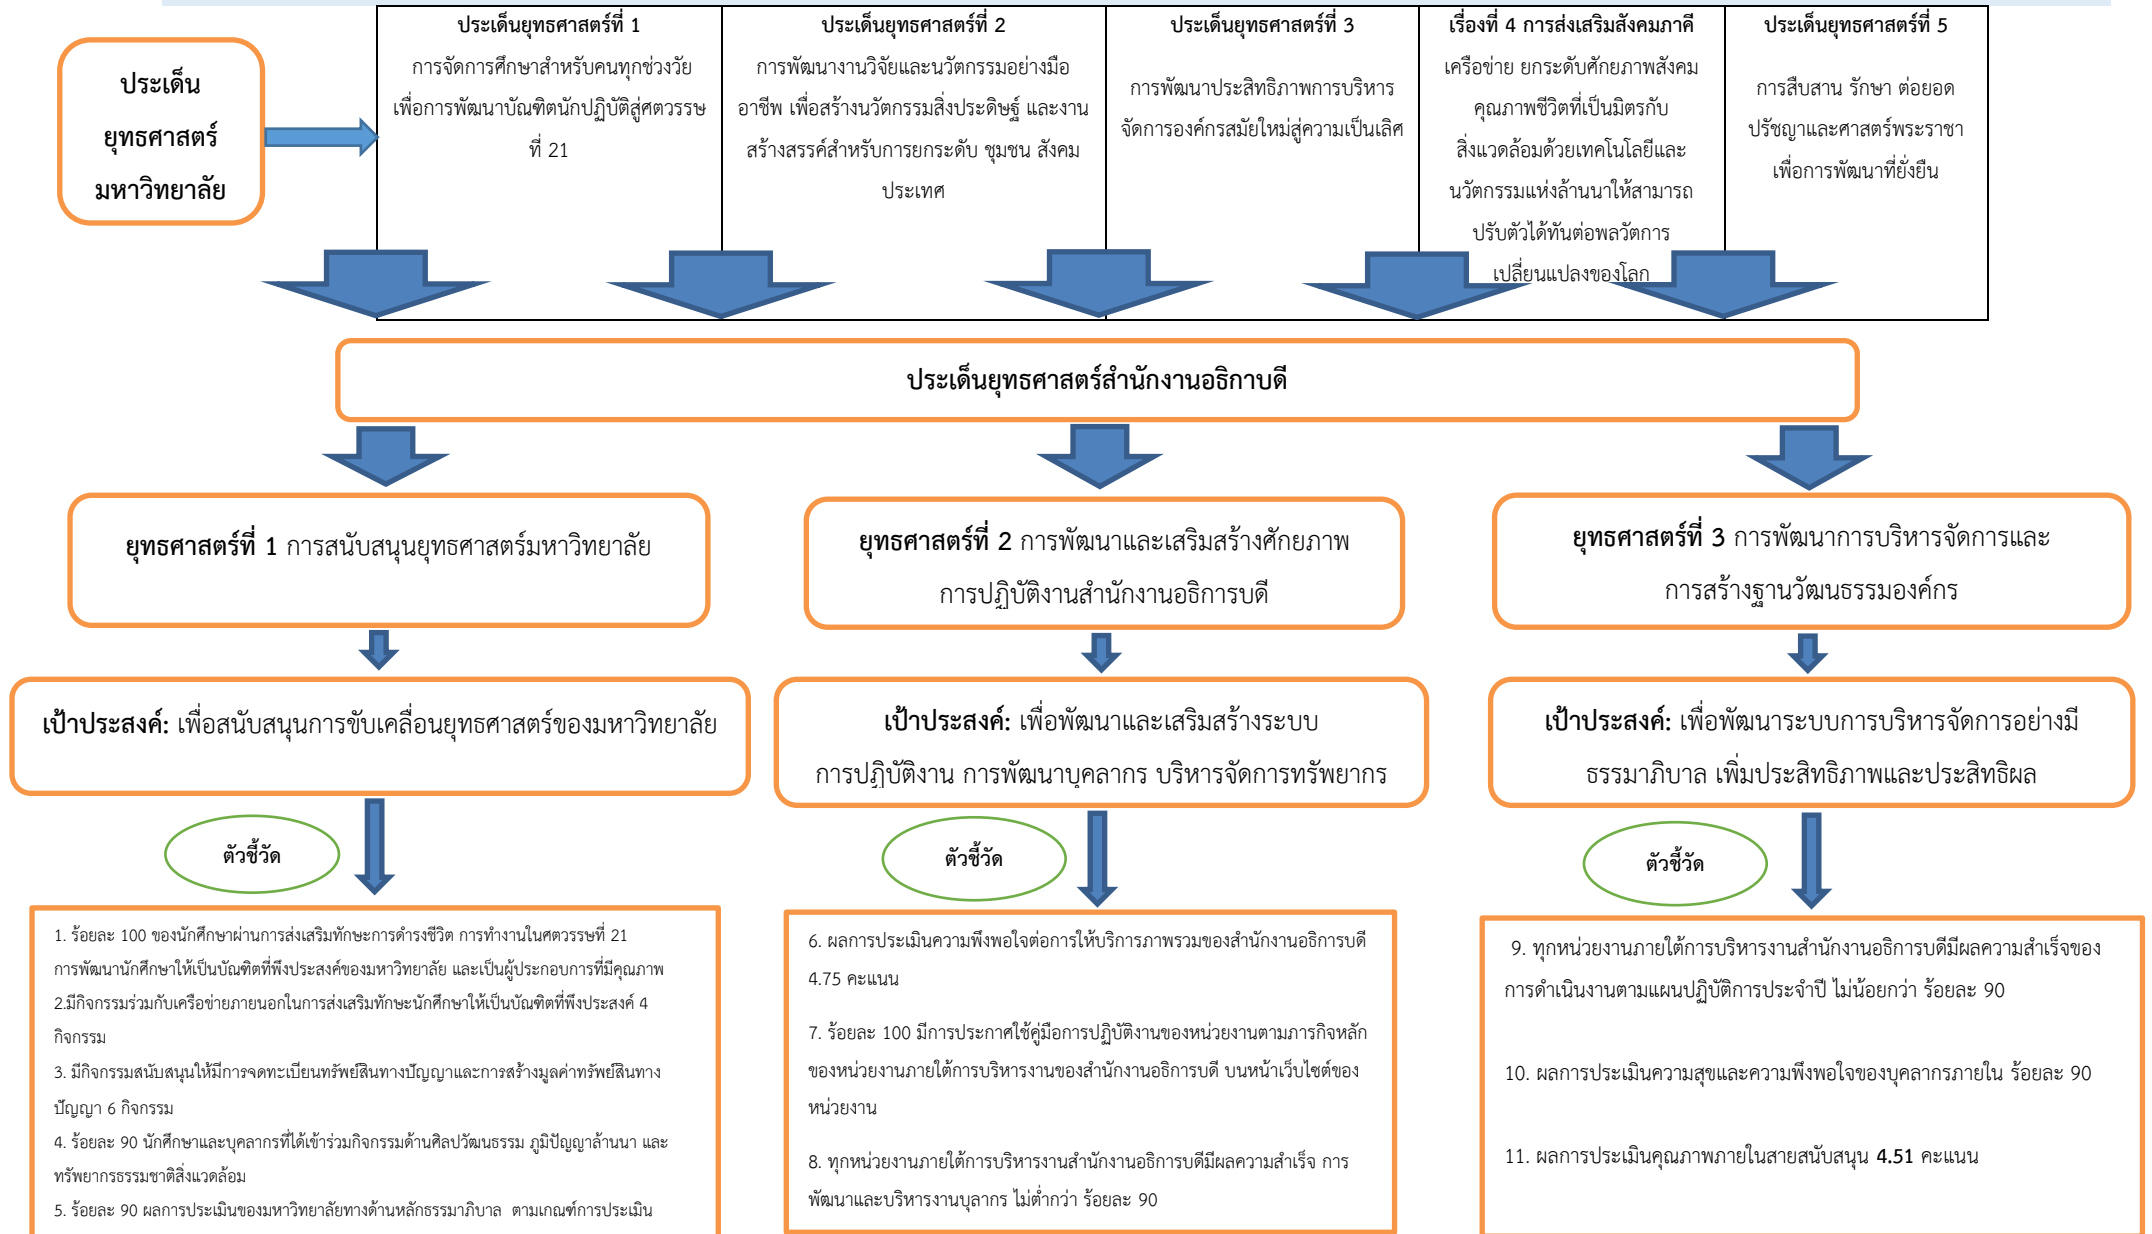 ประเด็น
ยุทธศาสตร์
มหาวิทยาลัย
ประเด็นยุทธศาสตร์ที่ 1
การจัดการศึกษาสำหรับคนทุกช่วงวัย
เพื่อการพัฒนาบัณฑิตนักปฏิบัติสู่ศตวรรษ
ที่ 21
ประเด็นยุทธศาสตร์ที่ 2
การพัฒนางานวิจัยและนวัตกรรมอย่างมือ
อาชีพ เพื่อสร้างนวัตกรรมสิ่งประดิษฐ์ และงาน
สร้างสรรค์สำหรับการยกระดับ ชุมชน สังคม
ประเทศ
ประเด็นยุทธศาสตร์ที่ 3
การพัฒนาประสิทธิภาพการบริหาร
จัดการองค์กรสมัยใหม่สู่ความเป็นเลิศ
เรื่องที่ 4 การส่งเสริมสังคมภาคี
เครือข่าย ยกระดับศักยภาพสังคม
คุณภาพชีวิตที่เป็นมิตรกับ
สิ่งแวดล้อมด้วยเทคโนโลยีและ
นวัตกรรมแห่งล้านนาให้สามารถ
ปรับตัวได้ทันต่อพลวัตการ
เปลี่ยนแปลงของโลก
ประเด็นยุทธศาสตร์ที่ 5
การสืบสาน รักษา ต่อยอด
ปรัชญาและศาสตร์พระราชา
เพื่อการพัฒนาที่ยั่งยืน
ประเด็นยุทธศาสตร์สำนักงานอธิกาบดี
ยุทธศาสตร์ที่ 1 การสนับสนุนยุทธศาสตร์มหาวิทยาลัย
ยุทธศาสตร์ที่ 2 การพัฒนาและเสริมสร้างศักยภาพ
การปฏิบัติงานสำนักงานอธิการบดี
ยุทธศาสตร์ที่ 3 การพัฒนาการบริหารจัดการและ
การสร้างฐานวัฒนธรรมองค์กร
เป้าประสงค์: เพื่อสนับสนุนการขับเคลื่อนยุทธศาสตร์ของมหาวิทยาลัย
เป้าประสงค์: เพื่อพัฒนาและเสริมสร้างระบบ
การปฏิบัติงาน การพัฒนาบุคลากร บริหารจัดการทรัพยากร
เป้าประสงค์: เพื่อพัฒนาระบบการบริหารจัดการอย่างมี
ธรรมาภิบาล เพิ่มประสิทธิภาพและประสิทธิผล
ตัวชี้วัด
ตัวชี้วัด
ตัวชี้วัด
1. ร้อยละ 100 ของนักศึกษาผ่านการส่งเสริมทักษะการดำรงชีวิต การทำงานในศตวรรษที่ 21
การพัฒนานักศึกษาให้เป็นบัณฑิตที่พึงประสงค์ของมหาวิทยาลัย และเป็นผู้ประกอบการที่มีคุณภาพ
2.มีกิจกรรมร่วมกับเครือข่ายภายนอกในการส่งเสริมทักษะนักศึกษาให้เป็นบัณฑิตที่พึงประสงค์ 4
กิจกรรม
3. มีกิจกรรมสนับสนุนให้มีการจดทะเบียนทรัพย์สินทางปัญญาและการสร้างมูลค่าทรัพย์สินทาง
ปัญญา 6 กิจกรรม
4. ร้อยละ 90 นักศึกษาและบุคลากรที่ได้เข้าร่วมกิจกรรมด้านศิลปวัฒนธรรม ภูมิปัญญาล้านนา และ
ทรัพยากรธรรมชาติสิ่งแวดล้อม
5. ร้อยละ 90 ผลการประเมินของมหาวิทยาลัยทางด้านหลักธรรมาภิบาล ตามเกณฑ์การประเมิน
6. ผลการประเมินความพึงพอใจต่อการให้บริการภาพรวมของสำนักงานอธิการบดี
4.75 คะแนน
7. ร้อยละ 100 มีการประกาศใช้คู่มือการปฏิบัติงานของหน่วยงานตามภารกิจหลัก
ของหน่วยงานภายใต้การบริหารงานของสำนักงานอธิการบดี บนหน้าเว็บไซต์ของ
หน่วยงาน
8. ทุกหน่วยงานภายใต้การบริหารงานสำนักงานอธิการบดีมีผลความสำเร็จ การ
พัฒนาและบริหารงานบุลากร ไม่ต่ำกว่า ร้อยละ 90
9. ทุกหน่วยงานภายใต้การบริหารงานสำนักงานอธิการบดีมีผลความสำเร็จของ
การดำเนินงานตามแผนปฏิบัติการประจำปี ไม่น้อยกว่า ร้อยละ 90
10. ผลการประเมินความสุขและความพึงพอใจของบุคลากรภายใน ร้อยละ 90
11. ผลการประเมินคุณภาพภายในสายสนับสนุน 4.51 คะแนน